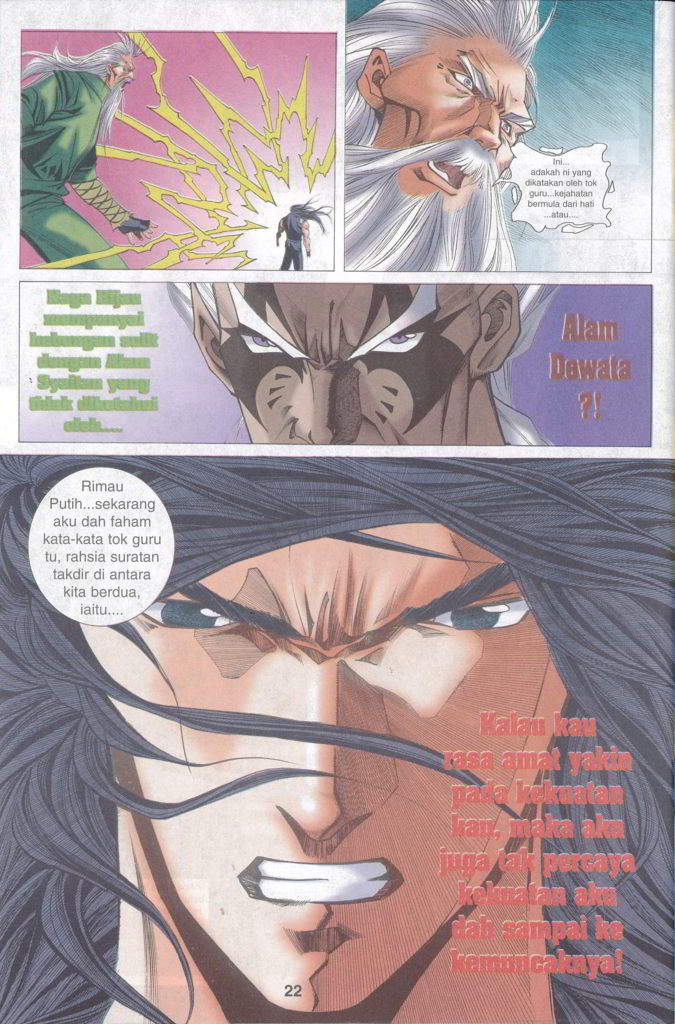 Ini...
adakah ni yang
dikatakan oleh tok
guru...kejahatan
bermula dari hati
...atau....
Raga Hijau
mempunyai
hubungan sulit
dengan Alam
Syaitan yang
tidak diketahui
oleh....
Alam
Dewata
?!
Rimau
Putih...sekarang
aku dah faham
kata-kata tok guru
tu, rahsia suratan
takdir di antara
kita berdua,
iaitu....
Kalau kau
rasa amat yakin
pada kekuatan
kau, maka aku
juga tak percaya
kekuatan aku
dah sampai ke
kemuncaknya!
22